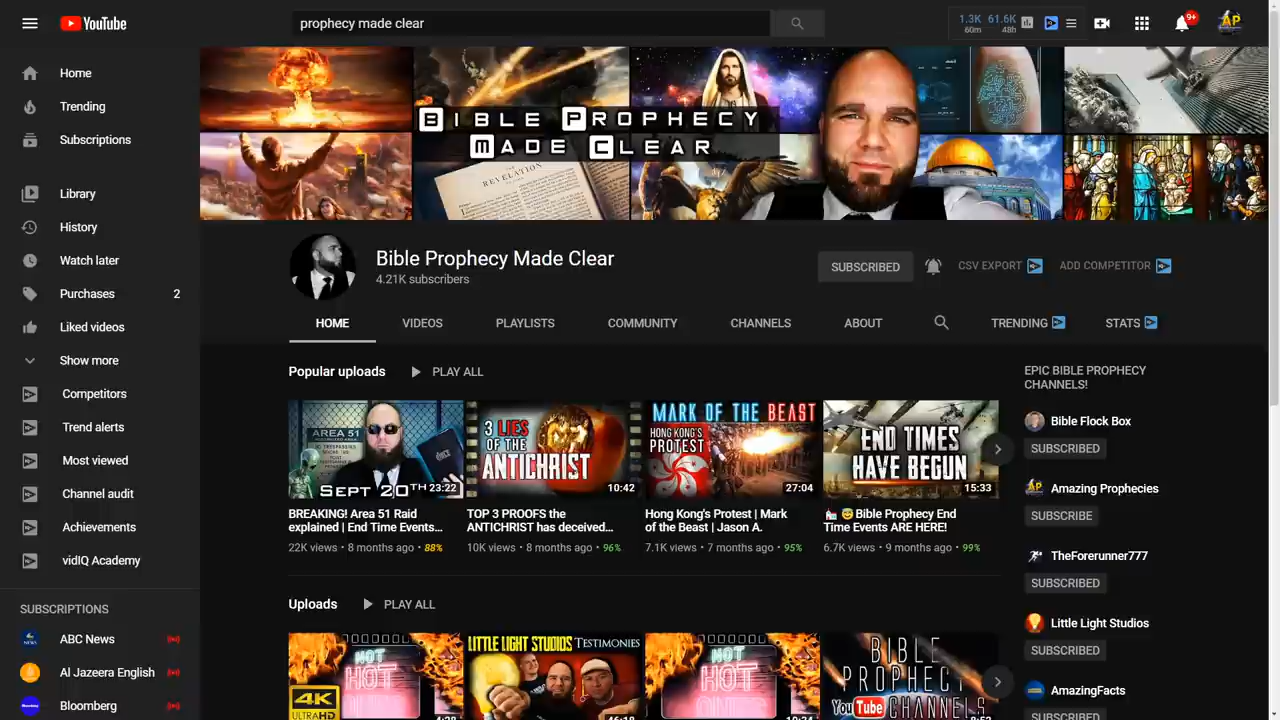 YouTube
prophecy made clear
1.3K 61.6K
60m 48h
9+
AP
Home
Trending
Subscriptions
Library
History
Watch later
Purchases 2
Liked videos
Show more
Competitors
Trend alerts
Most viewed
Channel audit
Achievements
vidIQ Academy
SUBSCRIPTIONS
ABC News
Al Jazeera English
Bloomberg
BIBLE PROPHECY
MADE CLEAR
REVELATION
Bible Prophecy Made Clear
4.21K subscribers
SUBSCRIBED
CSV EXPORT
ADD COMPETITOR
HOME VIDEOS PLAYLISTS COMMUNITY CHANNELS ABOUT TRENDING STATS
Popular uploads PLAY ALL
AREA 51
SEPT 20TH 23:22
3 LIES
OF THE
ANTICHRIST
10:42
MARK OF THE BEAST
HONG KONG'S
PROTEST
27:04
END TIMES
HAVE BEGUN
15:33
BREAKING! Area 51 Raid
explained | End Time Events...
22K views • 8 months ago • 88%
TOP 3 PROOFS the
ANTICHRIST has deceived...
10K views • 8 months ago • 96%
Hong Kong's Protest | Mark
of the Beast | Jason A.
7.1K views • 7 months ago • 95%
Bible Prophecy End
Time Events ARE HERE!
6.7K views • 9 months ago • 99%
Uploads PLAY ALL
HOT
4K
ULTRAHD
LITTLE LIGHT STUDIOS TESTIMONIES
HOT
BIBLE
PROPHECY
YouTube CHANNELS
EPIC BIBLE PROPHECY
CHANNELS!
Bible Flock Box
SUBSCRIBED
Amazing Prophecies
SUBSCRIBE
TheForerunner777
SUBSCRIBED
Little Light Studios
SUBSCRIBED
AmazingFacts
SUBSCRIBED